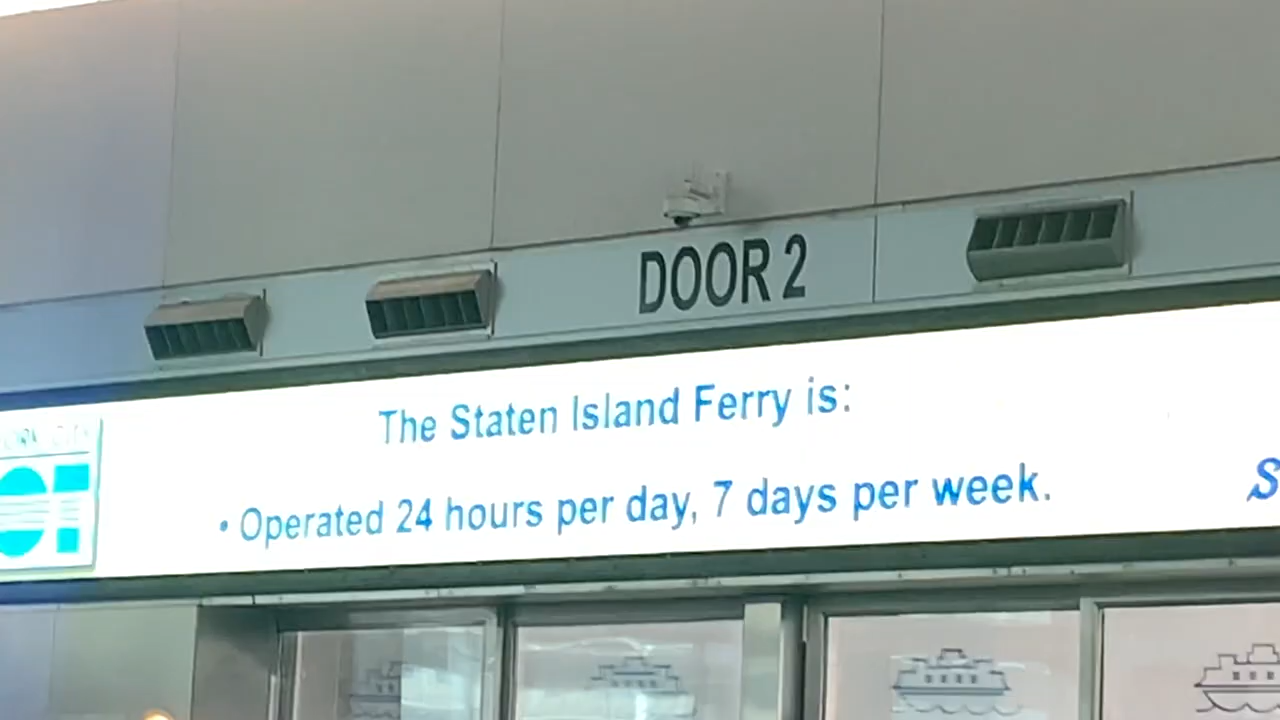 DOOR 2
The Staten Island Ferry is:
• Operated 24 hours per day, 7 days per week.
S